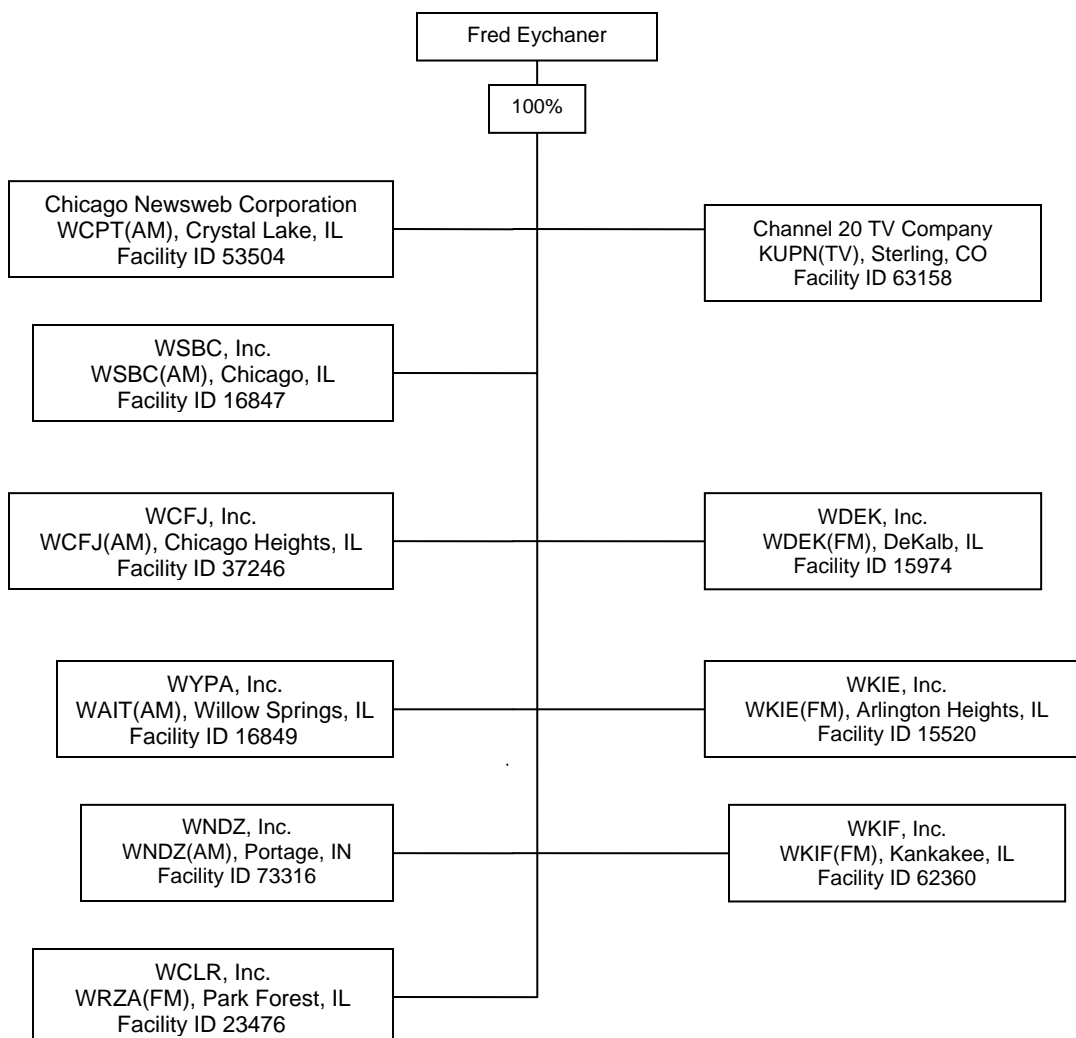 Fred Eychaner
100%
Chicago Newsweb Corporation
WCPT(AM), Crystal Lake, IL
Facility ID 53504
Channel 20 TV Company
KUPN(TV), Sterling, CO
Facility ID 63158
WSBC, Inc.
WSBC(AM), Chicago, IL
Facility ID 16847
WCFJ, Inc.
WCFJ(AM), Chicago Heights, IL
Facility ID 37246
WDEK, Inc.
WDEK(FM), DeKalb, IL
Facility ID 15974
WYPA, Inc.
WAIT(AM), Willow Springs, IL
Facility ID 16849
WKIE, Inc.
WKIE(FM), Arlington Heights, IL
Facility ID 15520
WNDZ, Inc.
WNDZ(AM), Portage, IN
Facility ID 73316
WKIF, Inc.
WKIF(FM), Kankakee, IL
Facility ID 62360
WCLR, Inc.
WRZA(FM), Park Forest, IL
Facility ID 23476